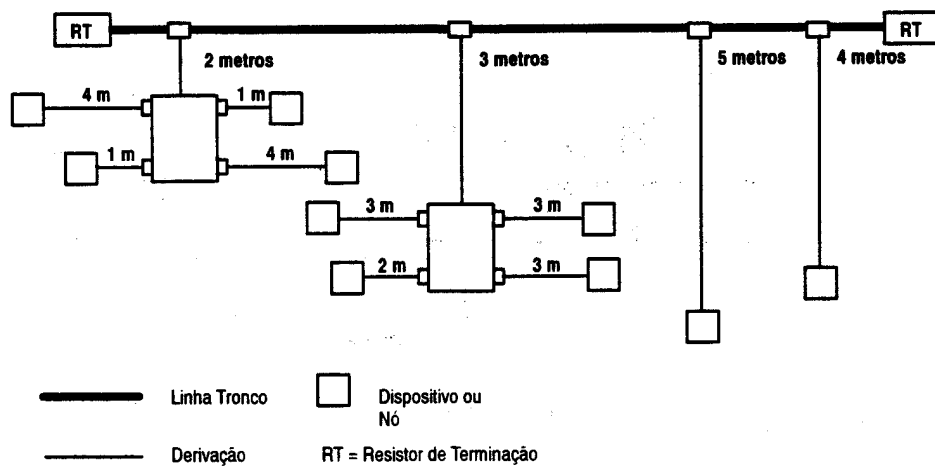 RT
RT
2 metros
3 metros
5 metros
4 metros
4 m
1 m
1 m
4 m
3 m
3 m
2 m
3 m
Linha Tronco
Dispositivo ou
Nó
Derivação
RT = Resistor de Terminação